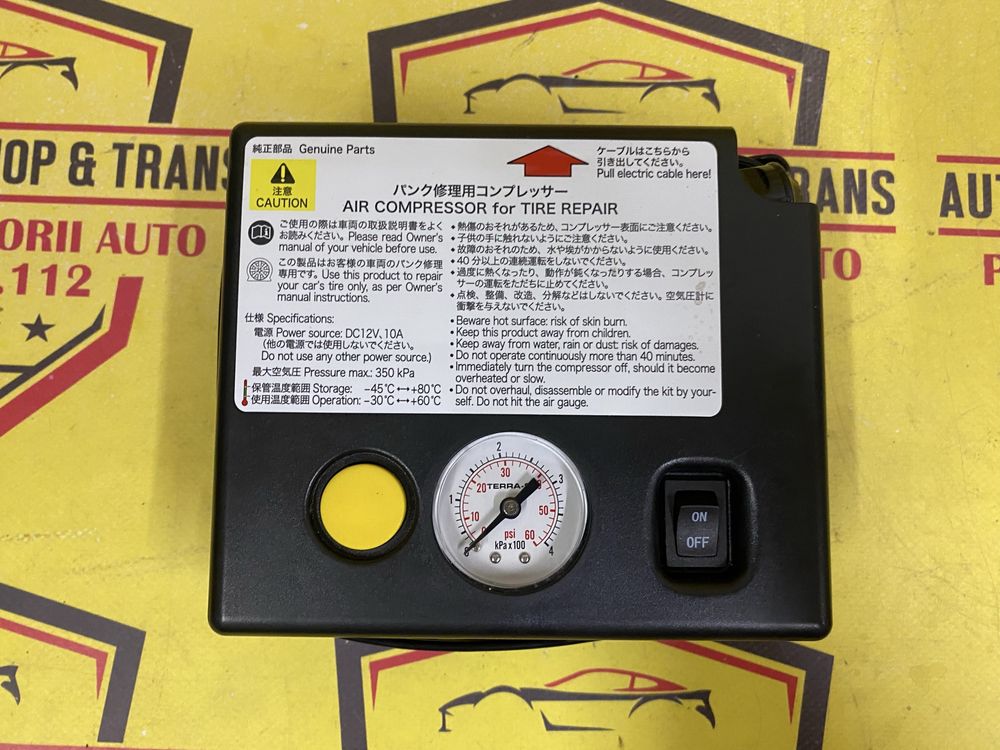 純正部品 Genuine Parts
ケーブルはこちらから
引き出してください。
Pull electric cable here!
注意
CAUTION
パンク修理用コンプレッサー
AIR COMPRESSOR for TIRE REPAIR
ご使用の際は車両の取扱説明書をよく
お読みください。Please read Owner's
manual of your vehicle before use.
この製品はお客様の車両のパンク修理
専用です。Use this product to repair
your car's tire only, as per Owner's
manual instructions.
仕様 Specifications:
電源 Power source: DC12V, 10A
(他の電源では使用しないでください。
Do not use any other power source.)
最大空気圧 Pressure max.: 350 kPa
保管温度範囲 Storage: −45℃ ↔ +80℃
使用温度範囲 Operation: −30℃ ↔ +60℃
• 熱傷のおそれがあるため、コンプレッサー表面にご注意ください。
• 子供の手に触れないようにご注意ください。
• 故障のおそれのため、水や埃がかからないように使用ください。
• 40分以上の連続運転をしないでください。
• 過度に熱くなったり、動作が鈍くなったりする場合、コンプレッ
サーの運転をただちに止めてください。
• 点検、整備、改造、分解などはしないでください。空気圧計に
衝撃を与えないでください。
• Beware hot surface: risk of skin burn.
• Keep this product away from children.
• Keep away from water, rain or dust: risk of damages.
• Do not operate continuously more than 40 minutes.
• Immediately turn the compressor off, should it become
overheated or slow.
• Do not overhaul, disassemble or modify the kit by your-
self. Do not hit the air gauge.
0 1 2 3 4
10 20 30 50 60
TERRA-
psi
kPa x 100
ON
OFF
OP & TRANS
ORII AUTO
.112
RANS
TO
AUT
P